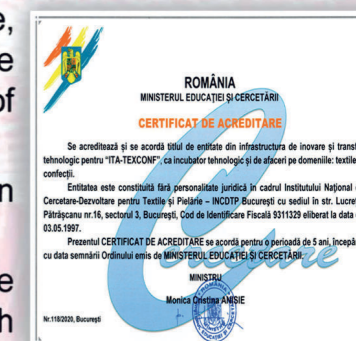 e,
e
of
n
e
h
ROMÂNIA
MINISTERUL EDUCAȚIEI ȘI CERCETĂRII
CERTIFICAT DE ACREDITARE
Se acreditează și se acordă titlul de entitate din infrastructura de inovare și transf
tehnologic pentru "ITA-TEXCONF", ca incubator tehnologic și de afaceri pe domeniile: textile
confecții.
Entitatea este constituită fără personalitate juridică în cadrul Institutului Național
Cercetare-Dezvoltare pentru Textile și Pielărie – INCDTP București cu sediul în str. Lucreț
Pătrășcanu nr.16, sectorul 3, București, Cod de Identificare Fiscală 9311329 eliberat la data
03.05.1997.
Prezentul CERTIFICAT DE ACREDITARE se acordă pentru o perioadă de 5 ani, începâ
cu data semnării Ordinului emis de MINISTERUL EDUCAȚIEI ȘI CERCETĂRII.
Cercetare
MINISTRU
Monica Cristina ANISIE
Nr.118/2020, București